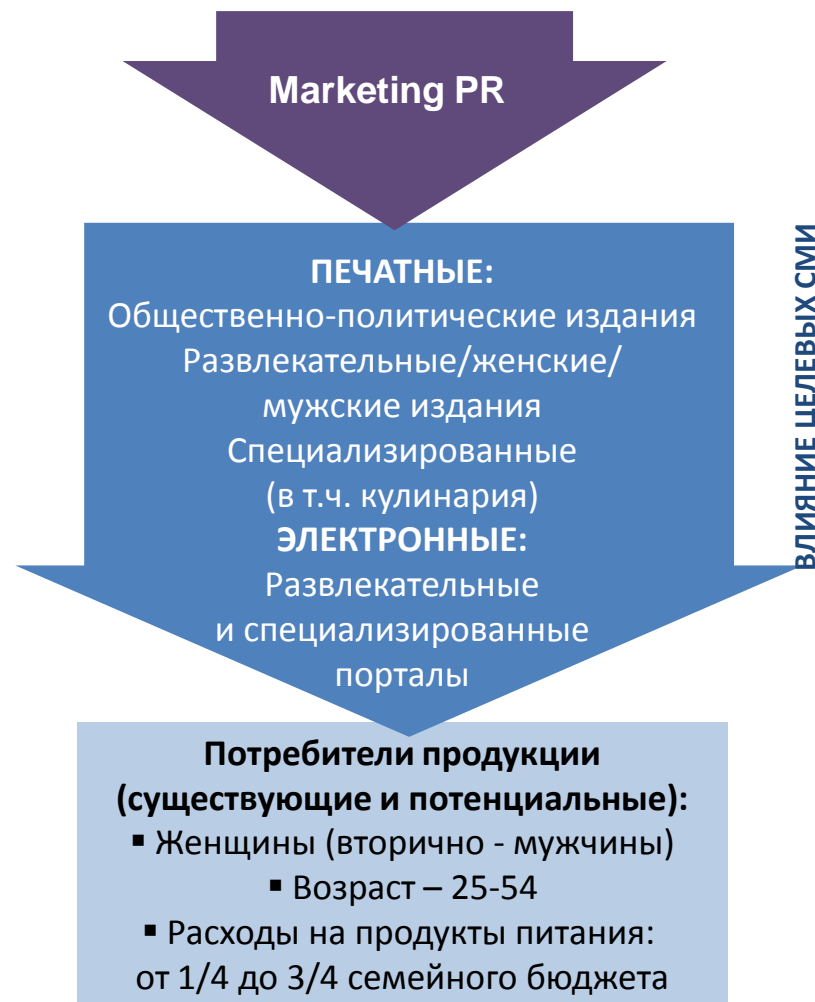 Marketing PR
ПЕЧАТНЫЕ:
Общественно-политические издания
Развлекательные/женские/
мужские издания
Специализированные
(в т.ч. кулинария)
ЭЛЕКТРОННЫЕ:
Развлекательные
и специализированные
порталы
ВЛИЯНИЕ ЦЕЛЕВЫХ СМИ
Потребители продукции
(существующие и потенциальные):
▪ Женщины (вторично - мужчины)
▪ Возраст – 25-54
▪ Расходы на продукты питания:
от 1/4 до 3/4 семейного бюджета